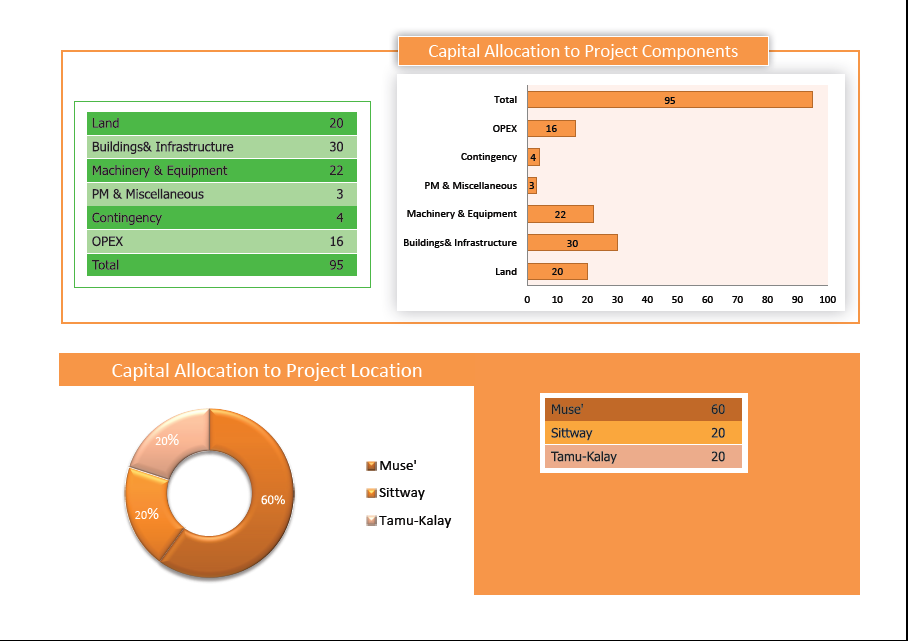 Capital Allocation to Project Components
Land 20
Buildings& Infrastructure 30
Machinery & Equipment 22
PM & Miscellaneous 3
Contingency 4
OPEX 16
Total 95
Total 95
OPEX 16
Contingency 4
PM & Miscellaneous 3
Machinery & Equipment 22
Buildings& Infrastructure 30
Land 20
0 10 20 30 40 50 60 70 80 90 100
Capital Allocation to Project Location
20%
60%
20%
Muse'
Sittway
Tamu-Kalay
Muse' 60
Sittway 20
Tamu-Kalay 20